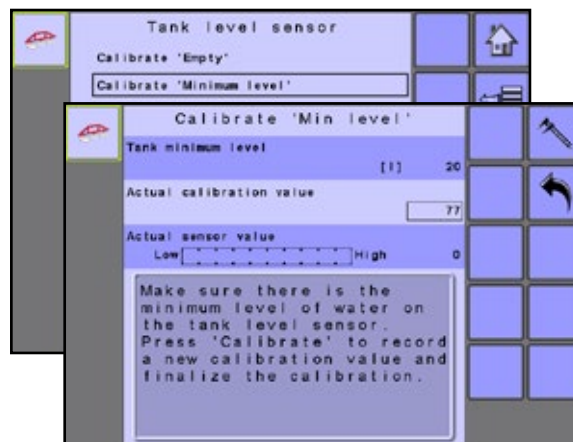 Tank level sensor
Calibrate 'Empty'
Calibrate 'Minimum level'
Calibrate 'Min level'
Tank minimum level
[l] 20
Actual calibration value
77
Actual sensor value
Low High 0
Make sure there is the
minimum level of water on
the tank level sensor.
Press 'Calibrate' to record
a new calibration value and
finalize the calibration.